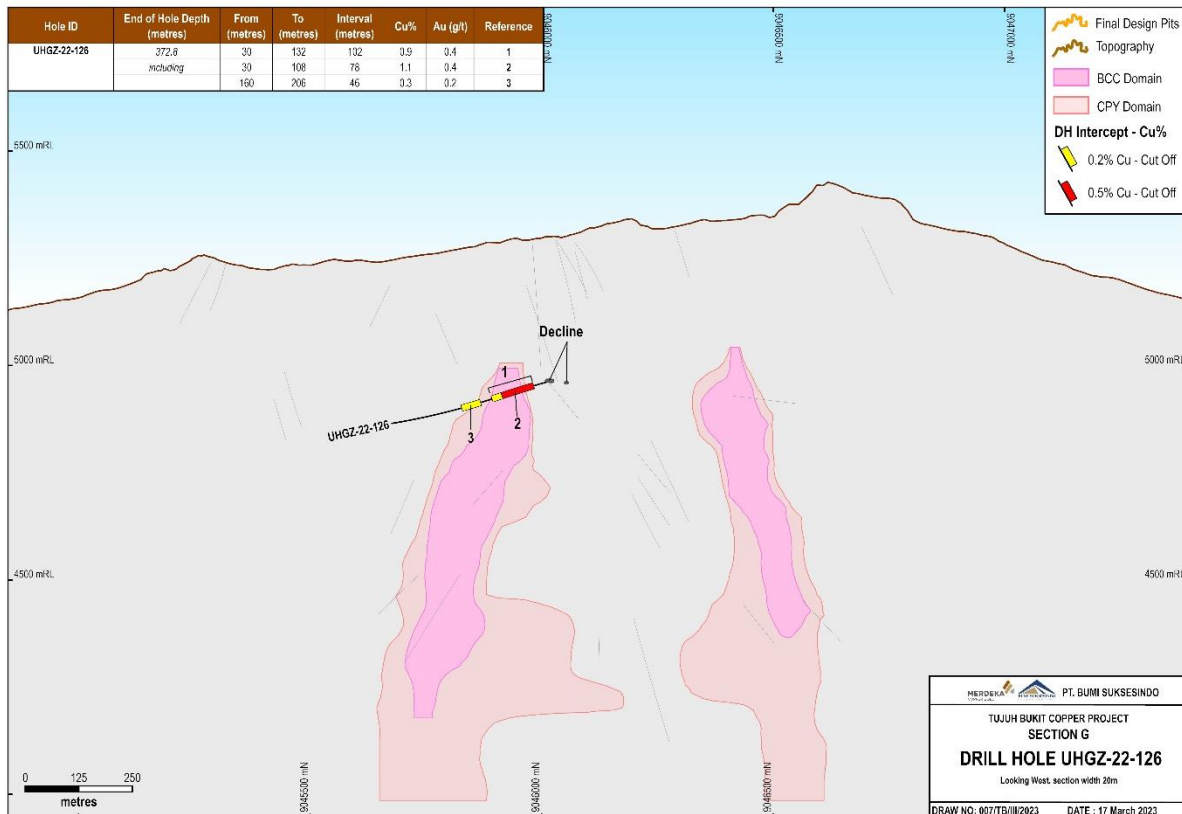 Hole ID End of Hole Depth (metres) From (metres) To (metres) Interval (metres) Cu% Au (g/t) Reference
UHGZ-22-126 372.6 30 132 102 0.9 0.4 1
including 30 108 78 1.1 0.4 2
160 206 46 0.3 0.2 3
9046000 mN
9046500 mN
9047000 mN
Final Design Pits
Topography
BCC Domain
CPY Domain
DH Intercept - Cu%
0.2% Cu - Cut Off
0.5% Cu - Cut Off
5500 mRL
Decline
5000 mRL
5000 mRL
1
UHGZ-22-126
3
2
4500 mRL
4500 mRL
0 125 250
metres
9045500 mN
9046000 mN
9046500 mN
MERDEKA
PT. BUMI SUKSESINDO
TUJUH BUKIT COPPER PROJECT
SECTION G
DRILL HOLE UHGZ-22-126
Looking West, section width 20m
DRAW NO: 007/TB/III/2023 DATE : 17 March 2023